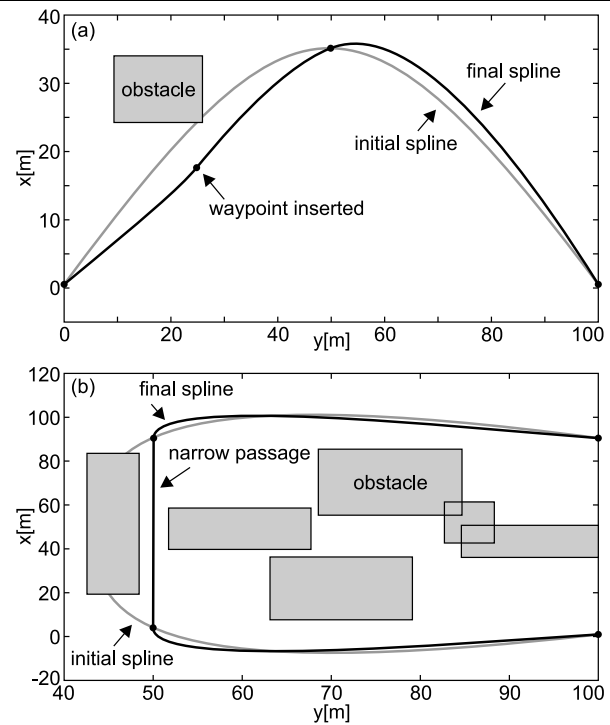 (a)
40
30
20
10
0
x[m]
obstacle
final spline
initial spline
waypoint inserted
0 20 40 60 80 100
y[m]
(b)
120
100
80
60
40
20
0
-20
x[m]
final spline
narrow passage
obstacle
initial spline
40 50 60 70 80 90 100
y[m]